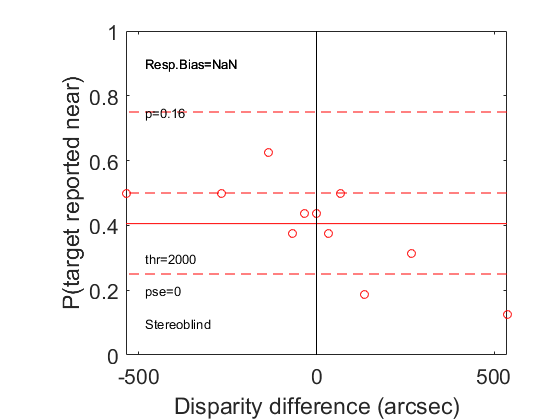 1
Resp.Bias=NaN
0.8
p=0.16
0.6
P(target reported near)
0.4
thr=2000
pse=0
0.2
Stereoblind
0
-500 0 500
Disparity difference (arcsec)